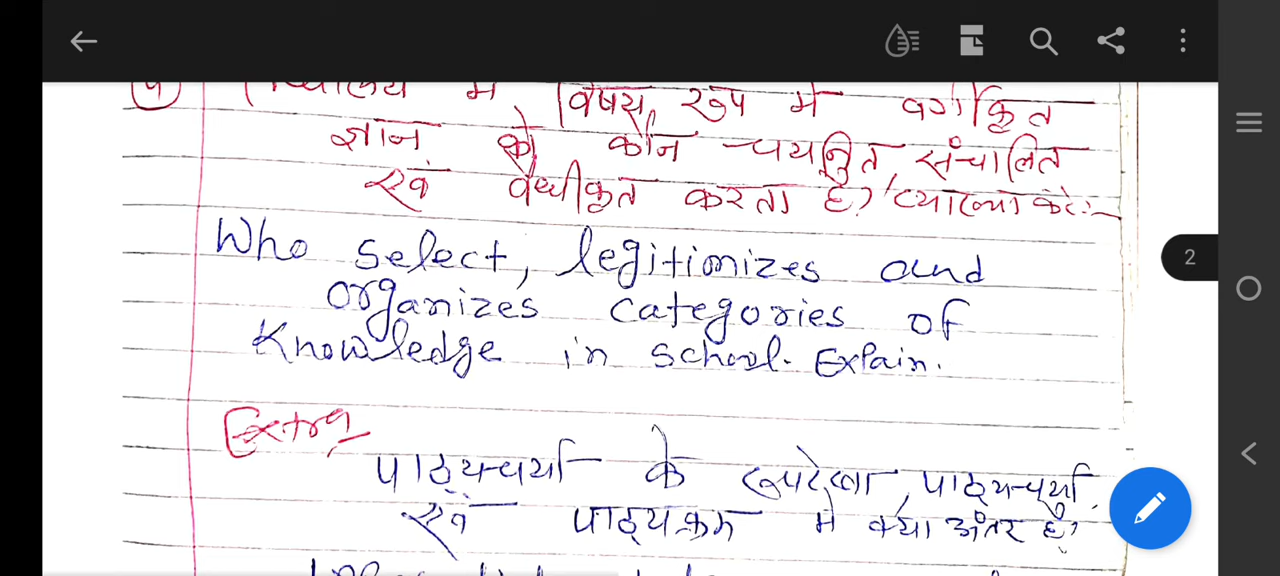 में विषय रूप में वर्गीकृत
ज्ञान को कौन चयनित, संचालित
एवं वैधीकृत करता है? व्याख्या करे:-
Who select, legitimizes and
organizes categories of
Knowledge in school. Explain.
2
Extra
पाठ्यचर्या के रूपरेखा, पाठ्यचर्या
एवं पाठ्यक्रम में क्या अंतर है?